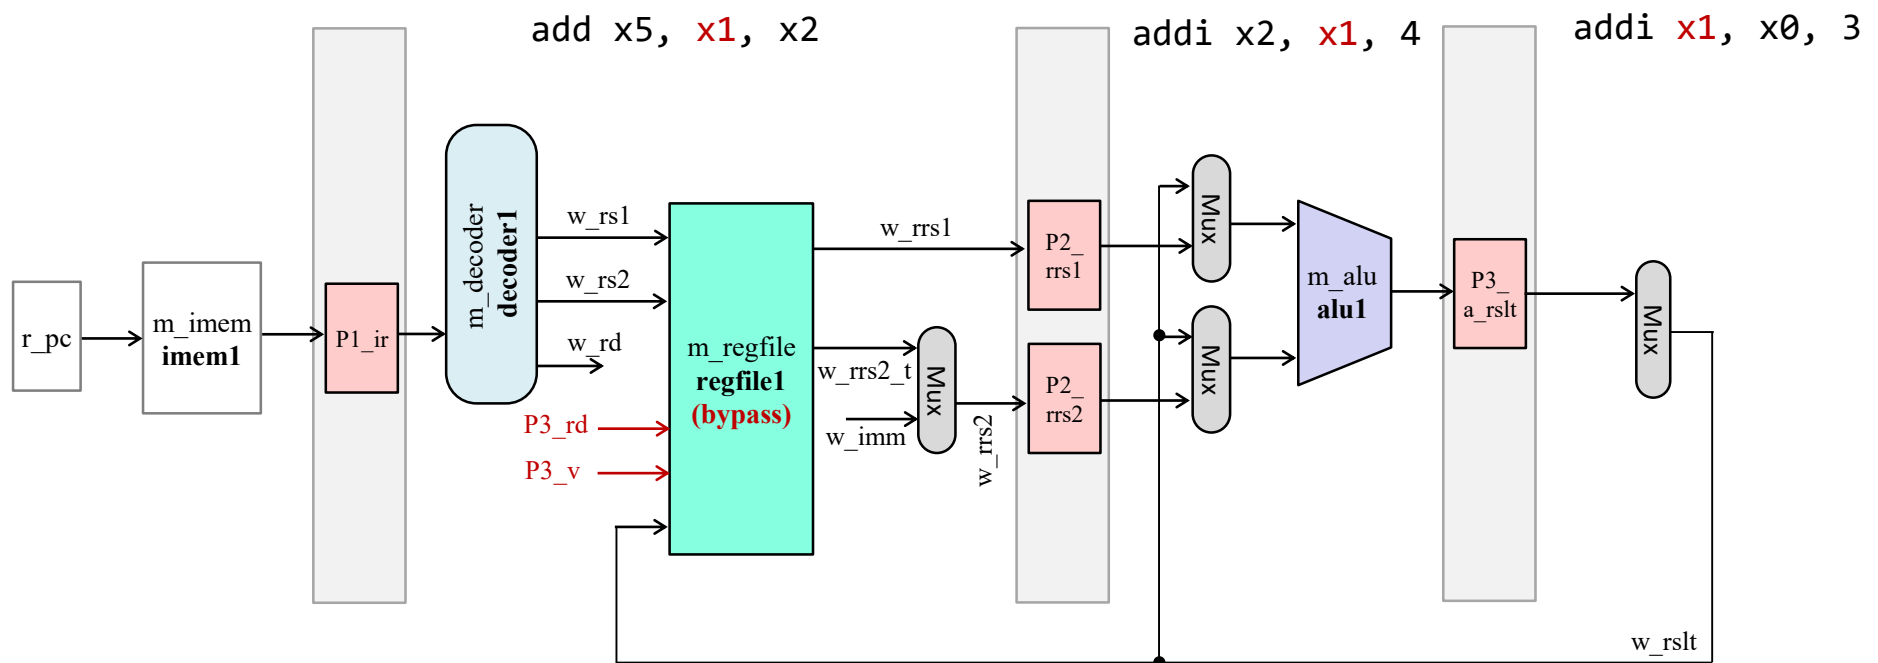 add x5, x1, x2
addi x2, x1, 4
addi x1, x0, 3
r_pc
m_imem
imem1
P1_ir
m_decoder
decoder1
w_rs1
w_rs2
w_rd
P3_rd
P3_v
m_regfile
regfile1
(bypass)
w_rrs1
w_rrs2_t
w_imm
Mux
w_rrs2
P2_
rrs1
P2_
rrs2
Mux
Mux
m_alu
alu1
P3_
a_rslt
Mux
w_rslt